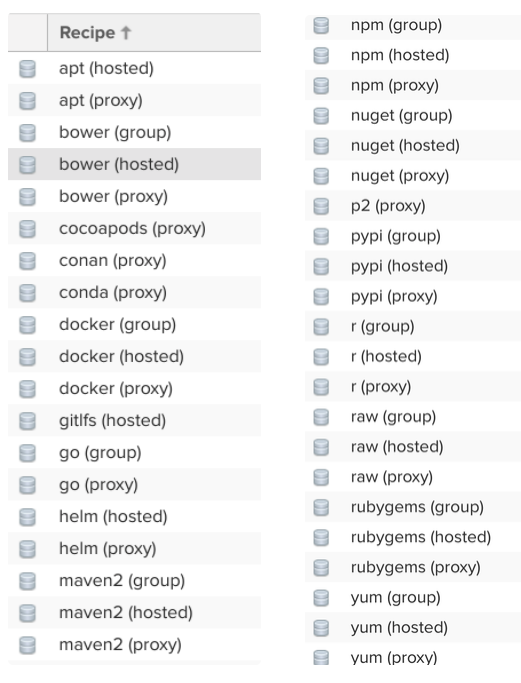 Recipe ↑
apt (hosted)
apt (proxy)
bower (group)
bower (hosted)
bower (proxy)
cocoapods (proxy)
conan (proxy)
conda (proxy)
docker (group)
docker (hosted)
docker (proxy)
gitlfs (hosted)
go (group)
go (proxy)
helm (hosted)
helm (proxy)
maven2 (group)
maven2 (hosted)
maven2 (proxy)
npm (group)
npm (hosted)
npm (proxy)
nuget (group)
nuget (hosted)
nuget (proxy)
p2 (proxy)
pypi (group)
pypi (hosted)
pypi (proxy)
r (group)
r (hosted)
r (proxy)
raw (group)
raw (hosted)
raw (proxy)
rubygems (group)
rubygems (hosted)
rubygems (proxy)
yum (group)
yum (hosted)
yum (proxy)